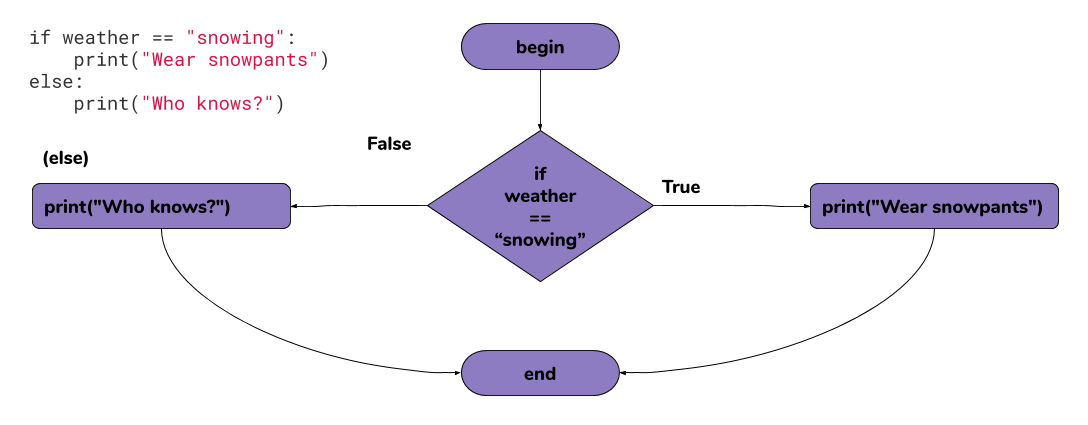 if weather == "snowing":
    print("Wear snowpants")
else:
    print("Who knows?")
begin
False
(else)
if
weather
==
“snowing”
True
print("Who knows?")
print("Wear snowpants")
end